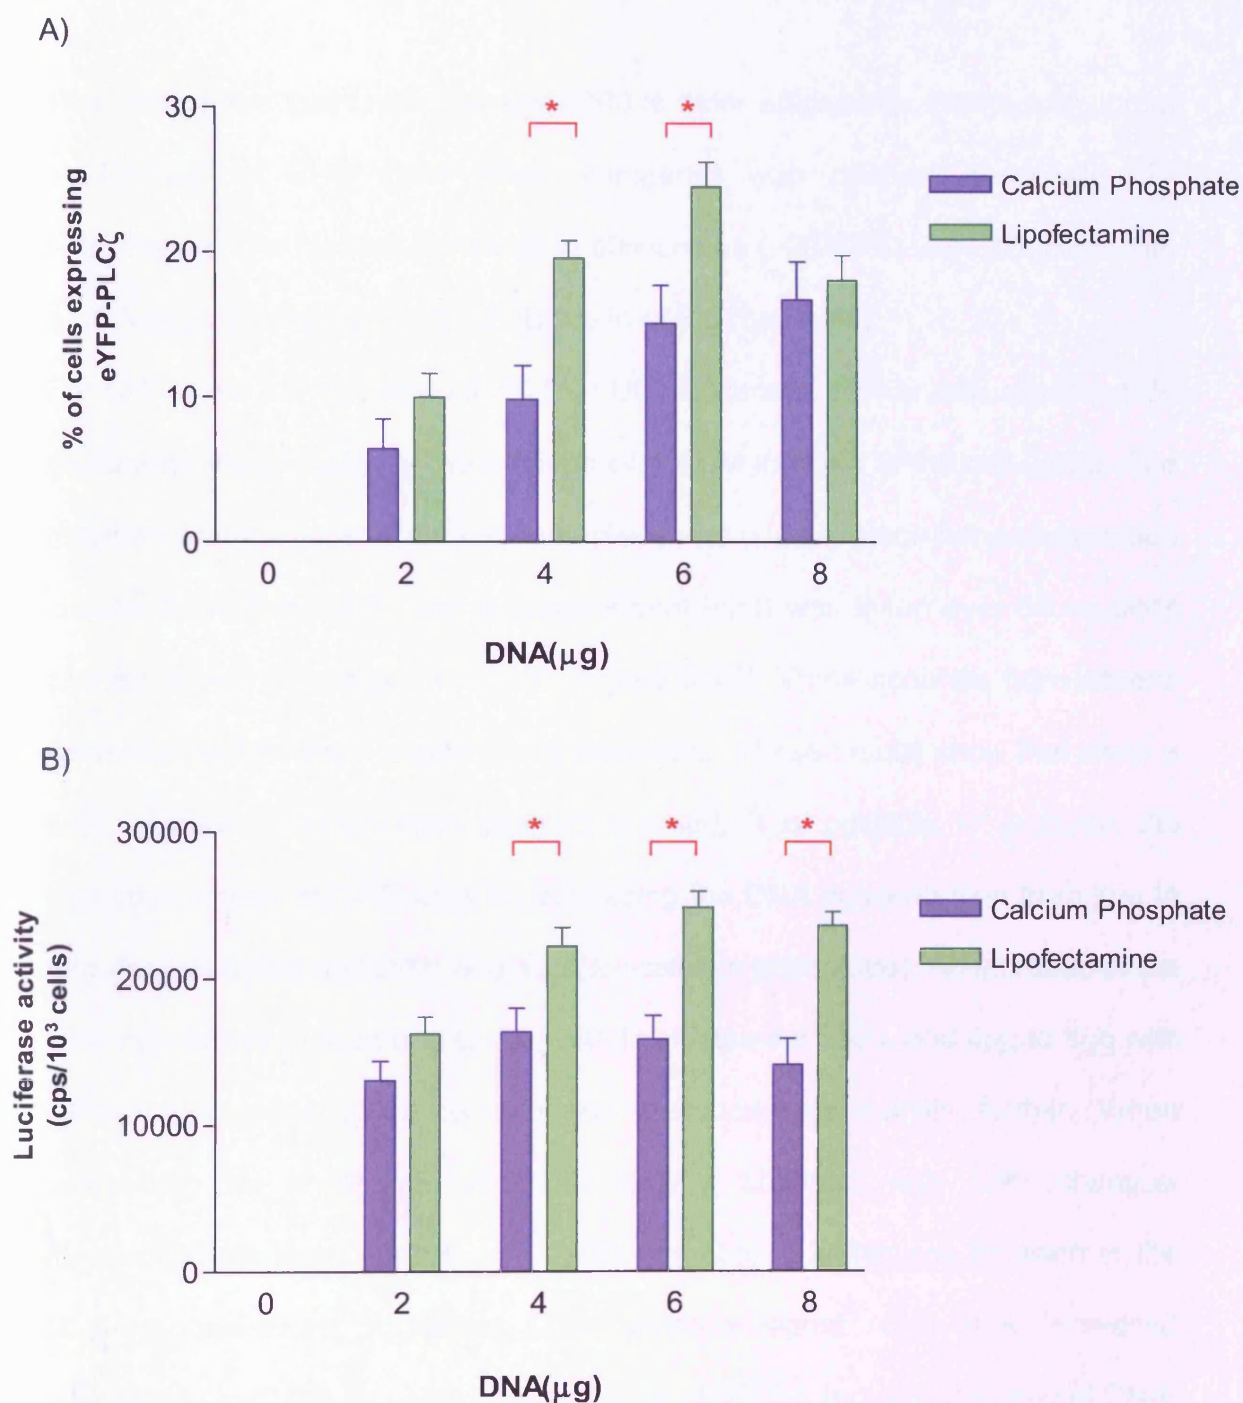 A)
30
20
10
0
% of cells expressing
eYFP-PLCζ
* *
Calcium Phosphate
Lipofectamine
0 2 4 6 8
DNA(μg)
B)
30000
20000
10000
0
Luciferase activity
(cps/10³ cells)
* * *
Calcium Phosphate
Lipofectamine
0 2 4 6 8
DNA(μg)